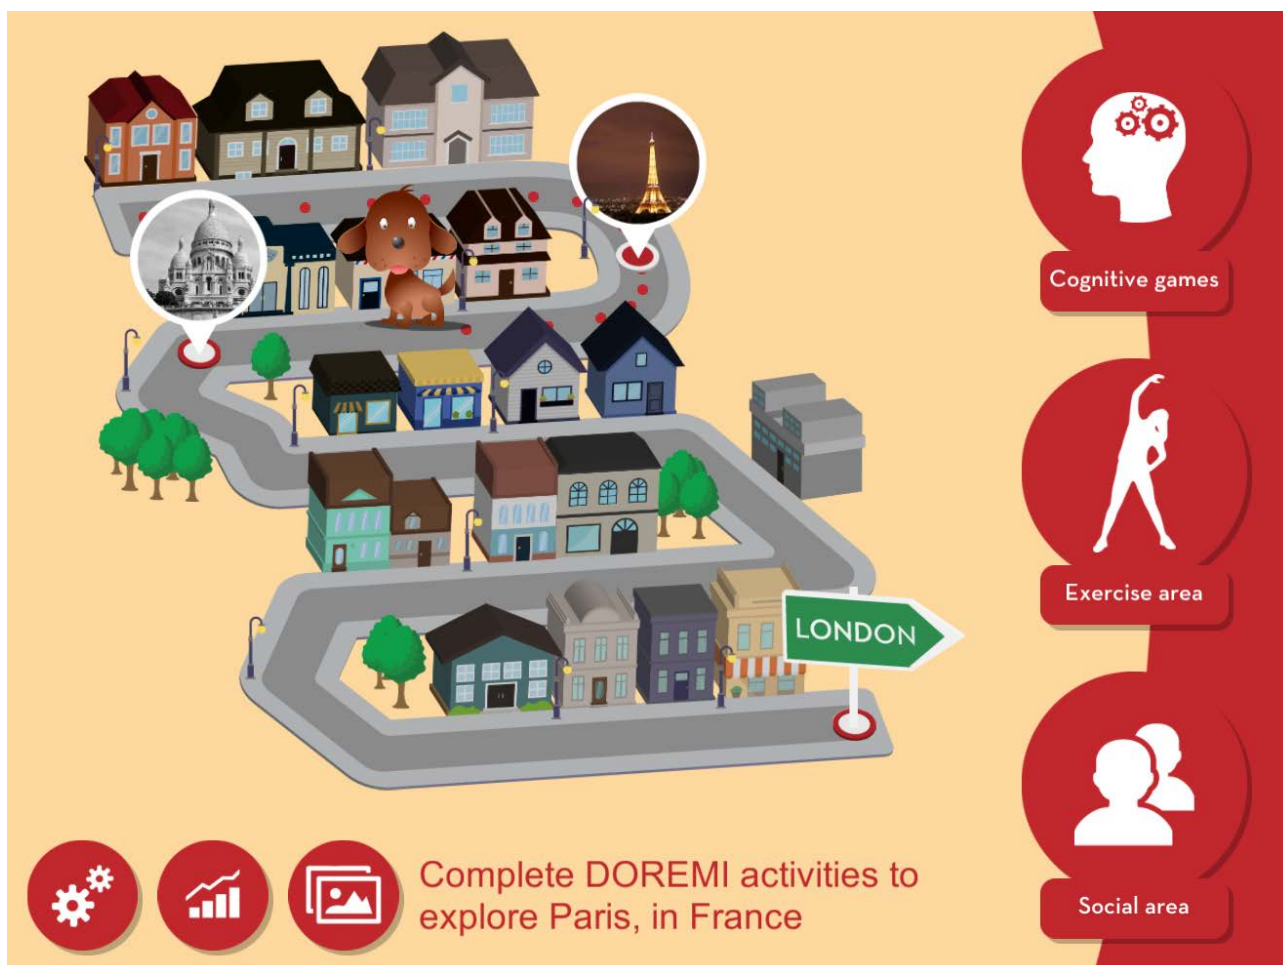 Cognitive games
Exercise area
LONDON
Social area
Complete DOREMI activities to
explore Paris, in France